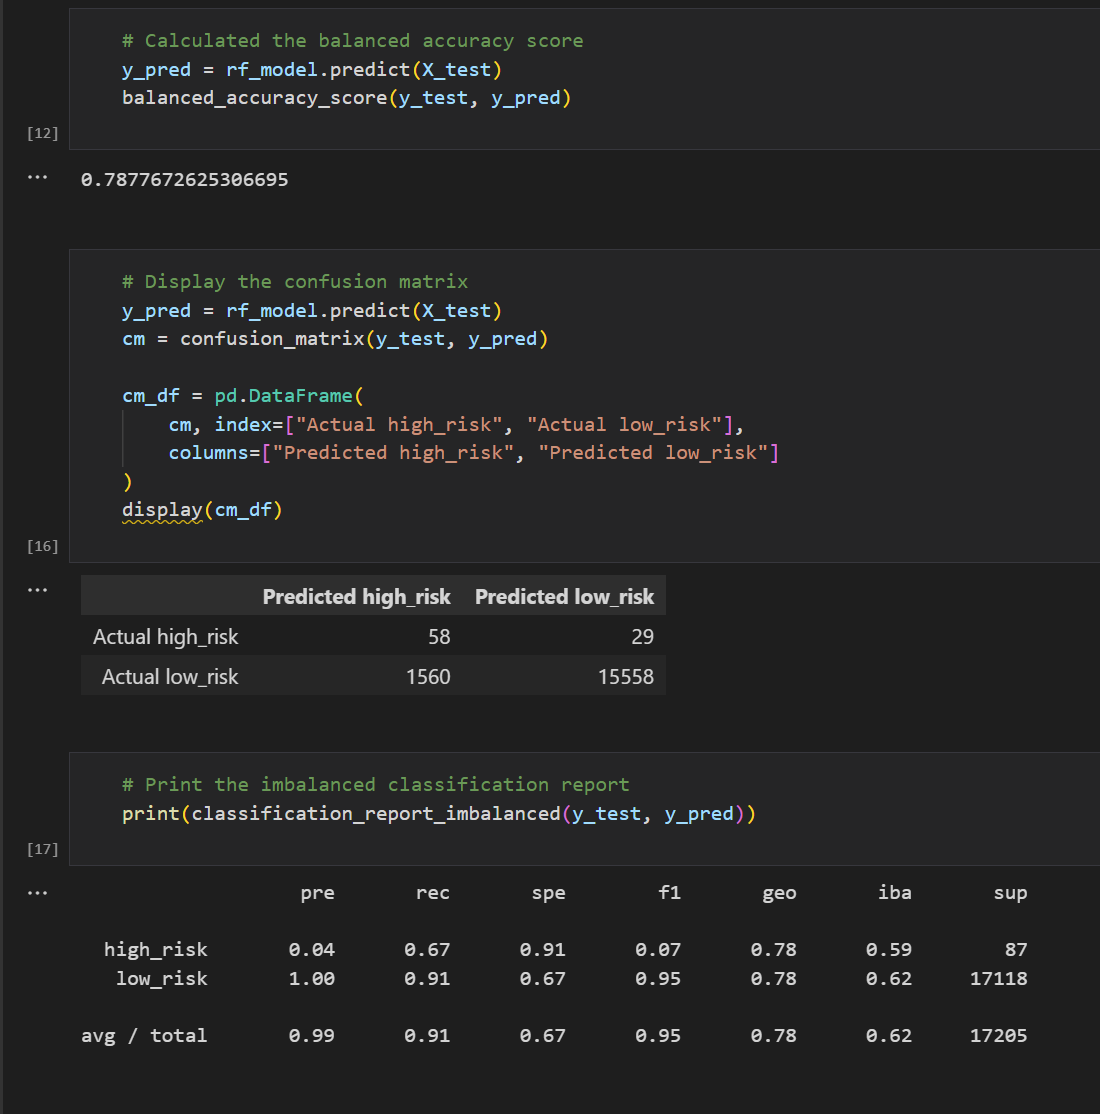 # Calculated the balanced accuracy score
y_pred = rf_model.predict(X_test)
balanced_accuracy_score(y_test, y_pred)
[12]
... 0.7877672625306695
# Display the confusion matrix
y_pred = rf_model.predict(X_test)
cm = confusion_matrix(y_test, y_pred)
cm_df = pd.DataFrame(
    cm, index=["Actual high_risk", "Actual low_risk"],
    columns=["Predicted high_risk", "Predicted low_risk"]
)
display(cm_df)
[16]
...
Predicted high_risk Predicted low_risk
Actual high_risk 58 29
Actual low_risk 1560 15558
# Print the imbalanced classification report
print(classification_report_imbalanced(y_test, y_pred))
[17]
... pre rec spe f1 geo iba sup
high_risk 0.04 0.67 0.91 0.07 0.78 0.59 87
low_risk 1.00 0.91 0.67 0.95 0.78 0.62 17118
avg / total 0.99 0.91 0.67 0.95 0.78 0.62 17205